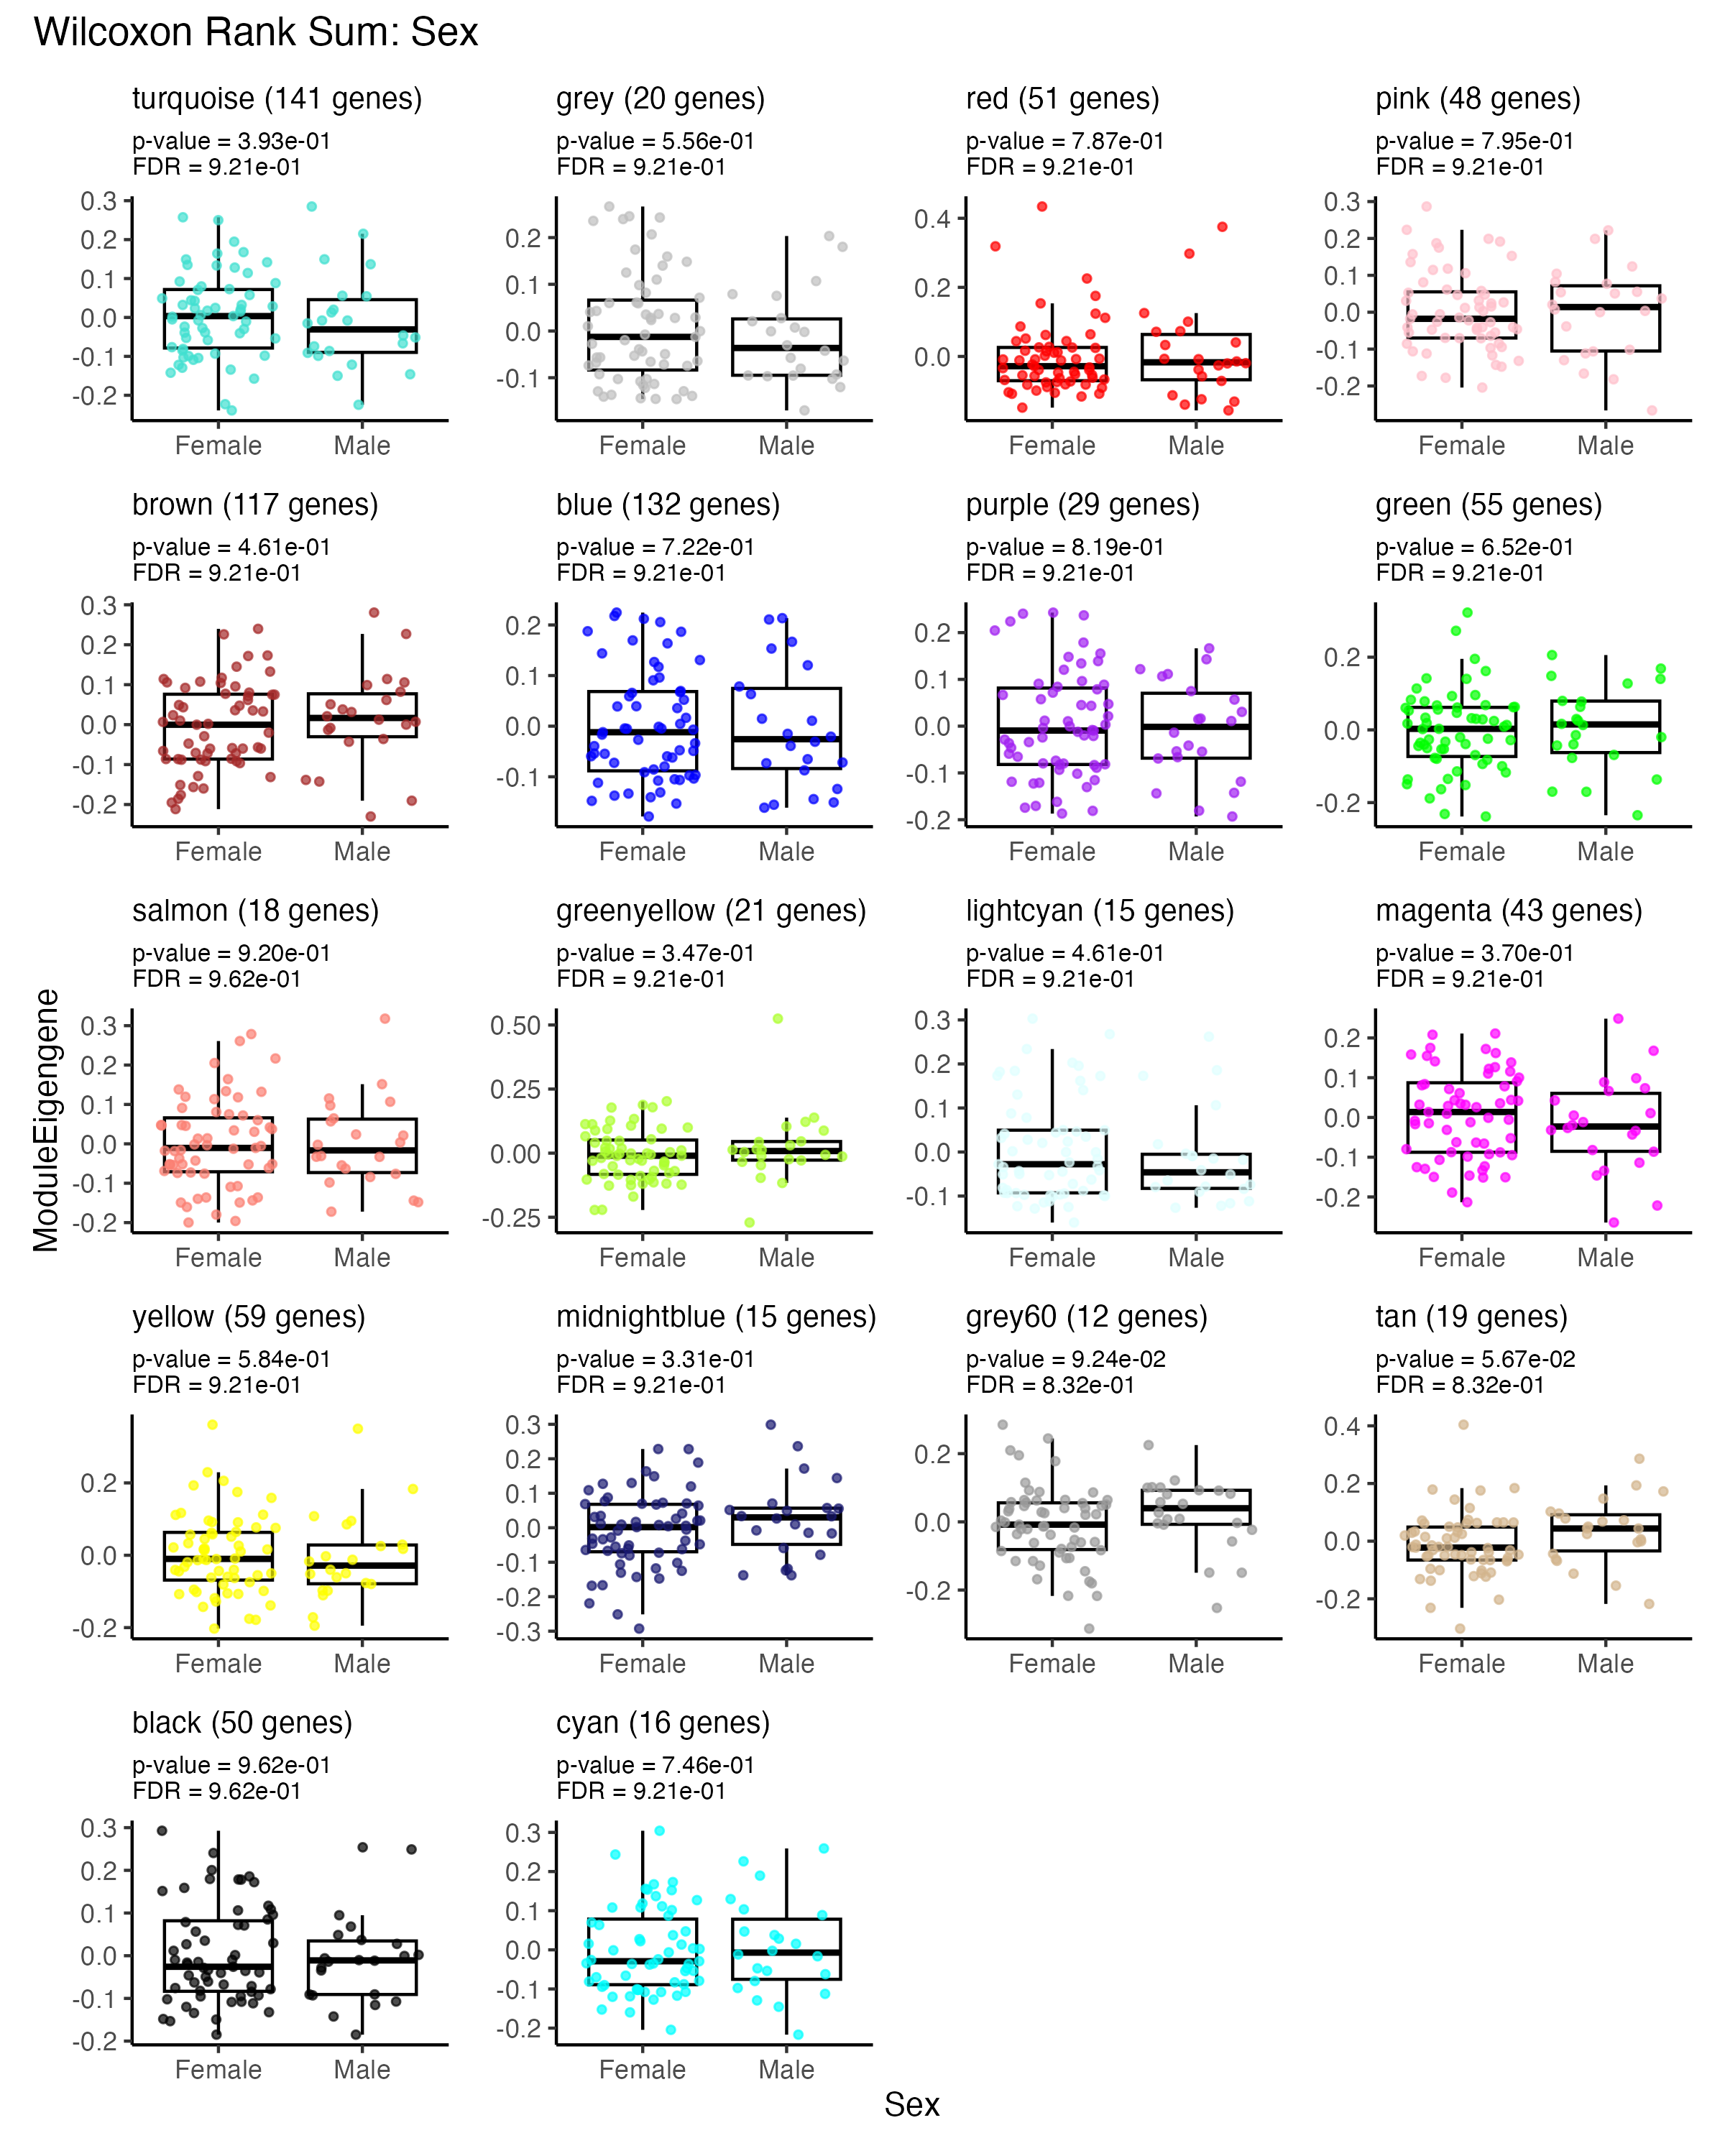 Wilcoxon Rank Sum: Sex
turquoise (141 genes)
p-value = 3.93e-01
FDR = 9.21e-01
0.3
0.2
0.1
0.0
-0.1
-0.2
Female Male
grey (20 genes)
p-value = 5.56e-01
FDR = 9.21e-01
0.2
0.1
0.0
-0.1
Female Male
red (51 genes)
p-value = 7.87e-01
FDR = 9.21e-01
0.4
0.2
0.0
Female Male
pink (48 genes)
p-value = 7.95e-01
FDR = 9.21e-01
0.3
0.2
0.1
0.0
-0.1
-0.2
Female Male
brown (117 genes)
p-value = 4.61e-01
FDR = 9.21e-01
0.3
0.2
0.1
0.0
-0.1
-0.2
Female Male
blue (132 genes)
p-value = 7.22e-01
FDR = 9.21e-01
0.2
0.1
0.0
-0.1
Female Male
purple (29 genes)
p-value = 8.19e-01
FDR = 9.21e-01
0.2
0.1
0.0
-0.1
-0.2
Female Male
green (55 genes)
p-value = 6.52e-01
FDR = 9.21e-01
0.2
0.0
-0.2
Female Male
ModuleEigengene
salmon (18 genes)
p-value = 9.20e-01
FDR = 9.62e-01
0.3
0.2
0.1
0.0
-0.1
-0.2
Female Male
greenyellow (21 genes)
p-value = 3.47e-01
FDR = 9.21e-01
0.50
0.25
0.00
-0.25
Female Male
lightcyan (15 genes)
p-value = 4.61e-01
FDR = 9.21e-01
0.3
0.2
0.1
0.0
-0.1
Female Male
magenta (43 genes)
p-value = 3.70e-01
FDR = 9.21e-01
0.2
0.1
0.0
-0.1
-0.2
Female Male
yellow (59 genes)
p-value = 5.84e-01
FDR = 9.21e-01
0.2
0.0
-0.2
Female Male
midnightblue (15 genes)
p-value = 3.31e-01
FDR = 9.21e-01
0.3
0.2
0.1
0.0
-0.1
-0.2
-0.3
Female Male
grey60 (12 genes)
p-value = 9.24e-02
FDR = 8.32e-01
0.2
0.0
-0.2
Female Male
tan (19 genes)
p-value = 5.67e-02
FDR = 8.32e-01
0.4
0.2
0.0
-0.2
Female Male
black (50 genes)
p-value = 9.62e-01
FDR = 9.62e-01
0.3
0.2
0.1
0.0
-0.1
-0.2
Female Male
cyan (16 genes)
p-value = 7.46e-01
FDR = 9.21e-01
0.3
0.2
0.1
0.0
-0.1
-0.2
Female Male
Sex